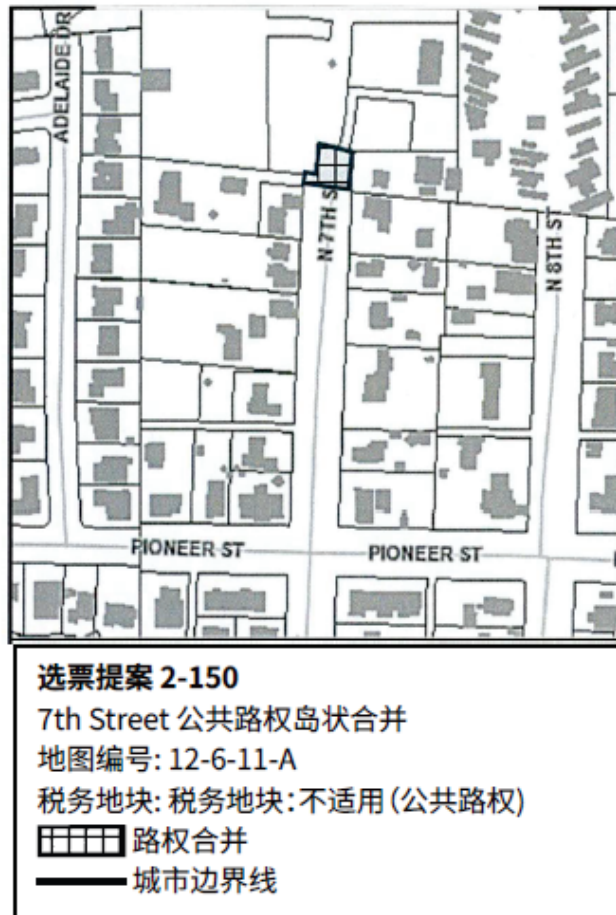 ADELAIDE DR
N 7TH S
N 8TH ST
PIONEER ST
PIONEER ST
选票提案 2-150
7th Street 公共路权岛状合并
地图编号: 12-6-11-A
税务地块: 税务地块:不适用(公共路权)
路权合并
城市边界线